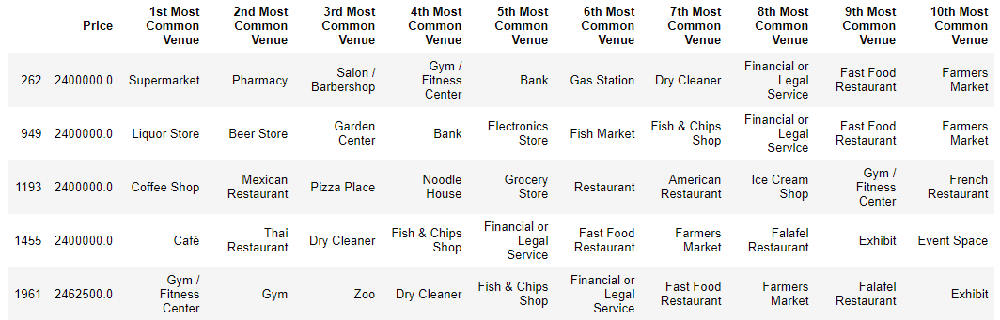 Price 1st Most Common Venue 2nd Most Common Venue 3rd Most Common Venue 4th Most Common Venue 5th Most Common Venue 6th Most Common Venue 7th Most Common Venue 8th Most Common Venue 9th Most Common Venue 10th Most Common Venue
262 2400000.0 Supermarket Pharmacy Salon / Barbershop Gym / Fitness Center Bank Gas Station Dry Cleaner Financial or Legal Service Fast Food Restaurant Farmers Market
949 2400000.0 Liquor Store Beer Store Garden Center Bank Electronics Store Fish Market Fish & Chips Shop Financial or Legal Service Fast Food Restaurant Farmers Market
1193 2400000.0 Coffee Shop Mexican Restaurant Pizza Place Noodle House Grocery Store Restaurant American Restaurant Ice Cream Shop Gym / Fitness Center French Restaurant
1455 2400000.0 Café Thai Restaurant Dry Cleaner Fish & Chips Shop Financial or Legal Service Fast Food Restaurant Farmers Market Falafel Restaurant Exhibit Event Space
1961 2462500.0 Gym / Fitness Center Gym Zoo Dry Cleaner Fish & Chips Shop Financial or Legal Service Fast Food Restaurant Farmers Market Falafel Restaurant Exhibit